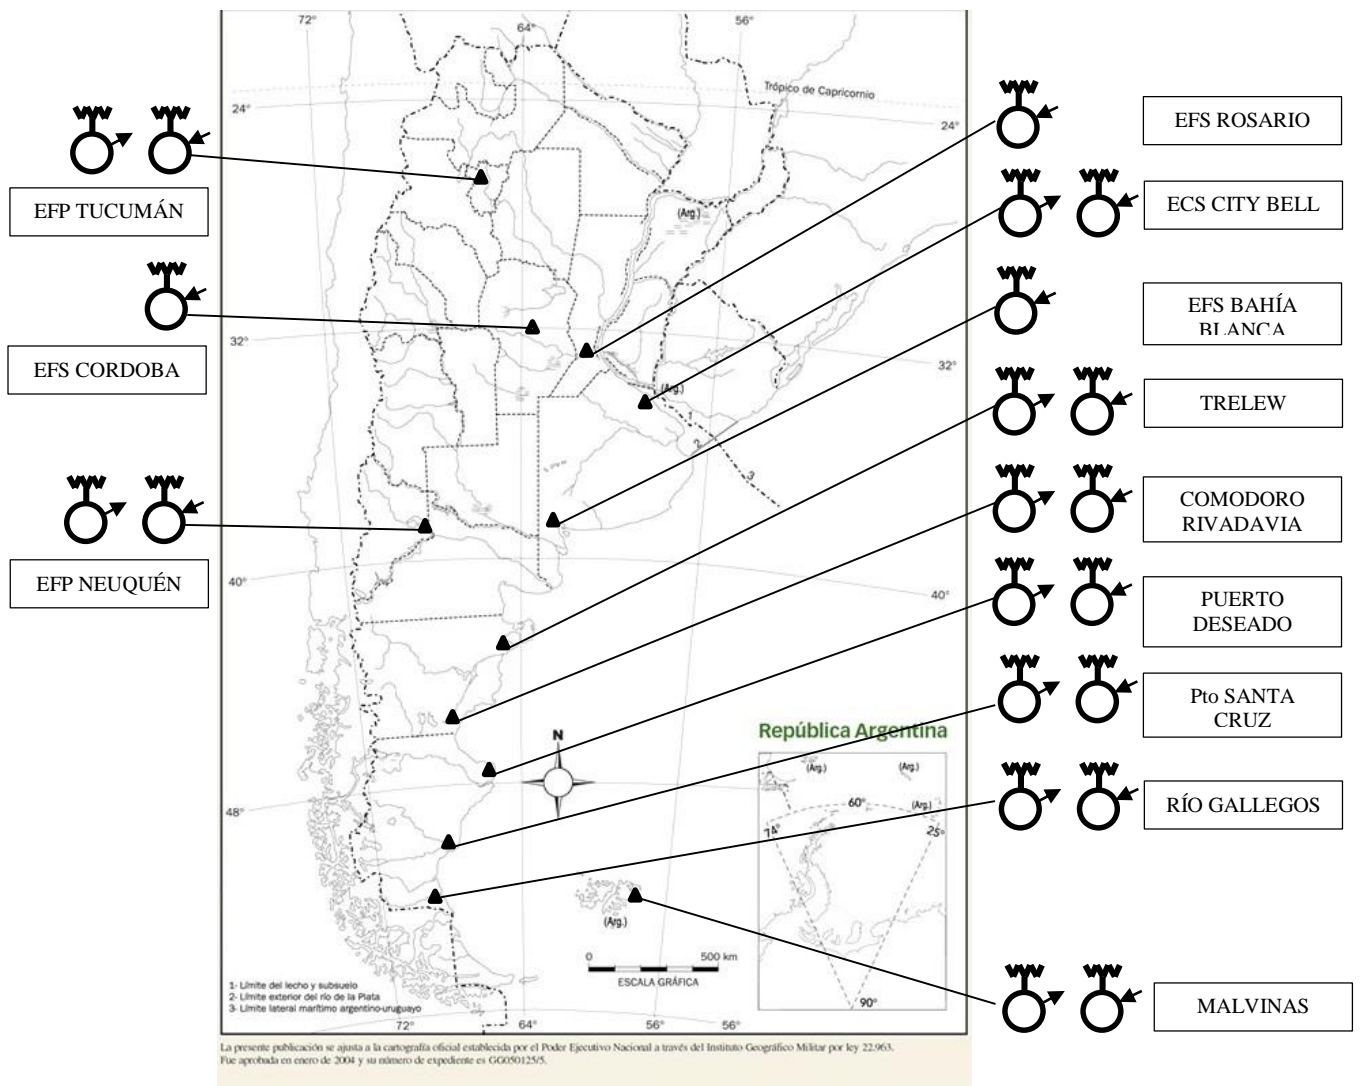 72°
64°
56°
Trópico de Capricornio
24°
24°
EFP TUCUMÁN
EFS CORDOBA
EFP NEUQUÉN
EFS ROSARIO
ECS CITY BELL
EFS BAHÍA
BLANCA
TRELEW
COMODORO
RIVADAVIA
PUERTO
DESEADO
Pto SANTA
CRUZ
RÍO GALLEGOS
MALVINAS
(Arg.)
32°
32°
(Arg.)
1
2
3
40°
40°
República Argentina
N
(Arg.)
(Arg.)
60°
(Arg.)
74°
25°
90°
48°
(Arg.)
0
500 km
ESCALA GRÁFICA
1- Límite del lecho y subsuelo
2- Límite exterior del río de la Plata
3- Límite lateral marítimo argentino-uruguayo
72°
64°
56°
56°
La presente publicación se ajusta a la cartografía oficial establecida por el Poder Ejecutivo Nacional a través del Instituto Geográfico Militar por ley 22.963.
Fue aprobada en enero de 2004 y su número de expediente es GG050125/5.